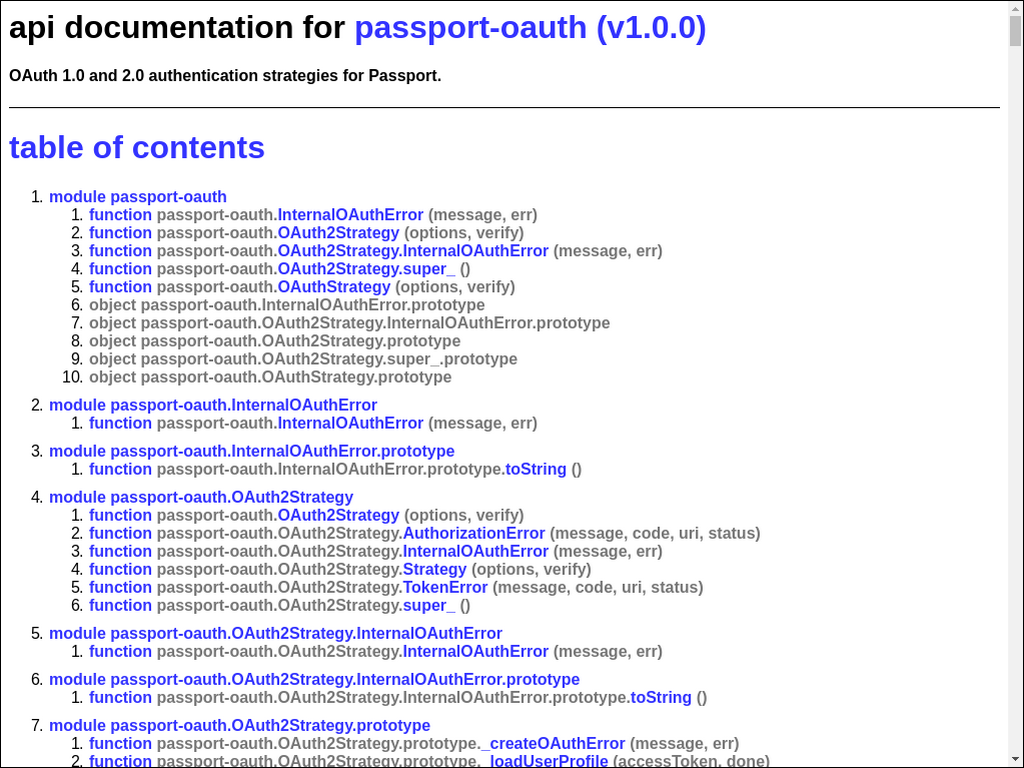 api documentation for passport-oauth (v1.0.0)
OAuth 1.0 and 2.0 authentication strategies for Passport.
table of contents
1. module passport-oauth
1. function passport-oauth.InternalOAuthError (message, err)
2. function passport-oauth.OAuth2Strategy (options, verify)
3. function passport-oauth.OAuth2Strategy.InternalOAuthError (message, err)
4. function passport-oauth.OAuth2Strategy.super_ ()
5. function passport-oauth.OAuthStrategy (options, verify)
6. object passport-oauth.InternalOAuthError.prototype
7. object passport-oauth.OAuth2Strategy.InternalOAuthError.prototype
8. object passport-oauth.OAuth2Strategy.prototype
9. object passport-oauth.OAuth2Strategy.super_.prototype
10. object passport-oauth.OAuthStrategy.prototype
2. module passport-oauth.InternalOAuthError
1. function passport-oauth.InternalOAuthError (message, err)
3. module passport-oauth.InternalOAuthError.prototype
1. function passport-oauth.InternalOAuthError.prototype.toString ()
4. module passport-oauth.OAuth2Strategy
1. function passport-oauth.OAuth2Strategy (options, verify)
2. function passport-oauth.OAuth2Strategy.AuthorizationError (message, code, uri, status)
3. function passport-oauth.OAuth2Strategy.InternalOAuthError (message, err)
4. function passport-oauth.OAuth2Strategy.Strategy (options, verify)
5. function passport-oauth.OAuth2Strategy.TokenError (message, code, uri, status)
6. function passport-oauth.OAuth2Strategy.super_ ()
5. module passport-oauth.OAuth2Strategy.InternalOAuthError
1. function passport-oauth.OAuth2Strategy.InternalOAuthError (message, err)
6. module passport-oauth.OAuth2Strategy.InternalOAuthError.prototype
1. function passport-oauth.OAuth2Strategy.InternalOAuthError.prototype.toString ()
7. module passport-oauth.OAuth2Strategy.prototype
1. function passport-oauth.OAuth2Strategy.prototype._createOAuthError (message, err)
2. function passport-oauth.OAuth2Strategy.prototype._loadUserProfile (accessToken, done)